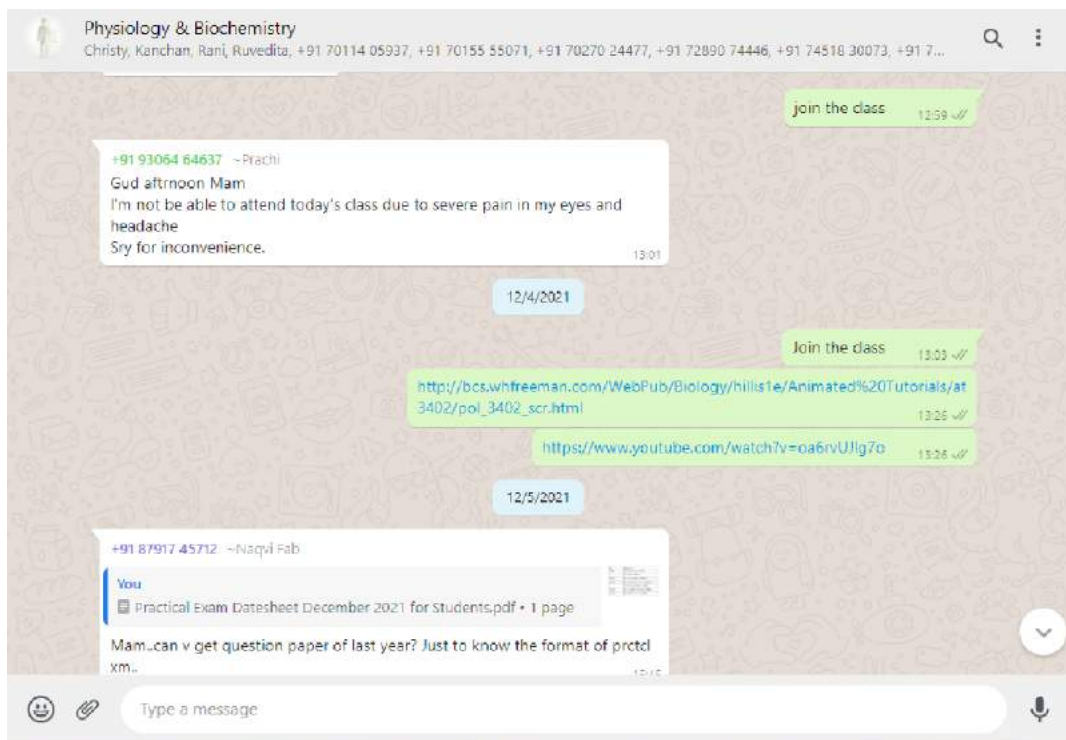 Physiology & Biochemistry
Christy, Kanchan, Rani, Ruvedita, +91 70114 05937, +91 70155 55071, +91 70270 24477, +91 72890 74446, +91 74518 30073, +91 7...
join the class 12:59
+91 93064 64637 ~Prachi
Gud aftrnoon Mam
I'm not be able to attend today's class due to severe pain in my eyes and
headache
Sry for inconvenience. 13:01
12/4/2021
Join the class 13:03
http://bcs.whfreeman.com/WebPub/Biology/hillis1e/Animated%20Tutorials/at
3402/pol_3402_scr.html 13:26
https://www.youtube.com/watch?v=oa6rvUJlg7o 13:26
12/5/2021
+91 87917 45712 ~Naqvi Fab
You
Practical Exam Datesheet December 2021 for Students.pdf • 1 page
Mam..can v get question paper of last year? Just to know the format of prctcl
xm..
Type a message